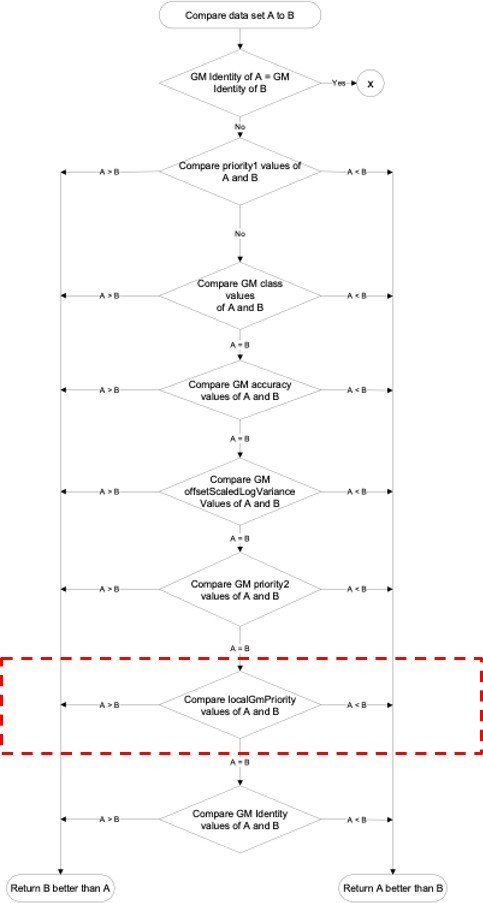 Compare data set A to B
GM Identity of A = GM
Identity of B
Yes
X
No
Compare priority1 values of
A and B
A > B
A < B
No
Compare GM class
values
of A and B
A > B
A < B
A = B
Compare GM accuracy
values of A and B
A > B
A < B
A = B
Compare GM
offsetScaledLogVariance
Values of A and B
A > B
A < B
A = B
Compare GM priority2
values of A and B
A > B
A < B
A = B
Compare localGmPriority
values of A and B
A > B
A < B
A = B
Compare GM Identity
values of A and B
A > B
A < B
Return B better than A
Return A better than B